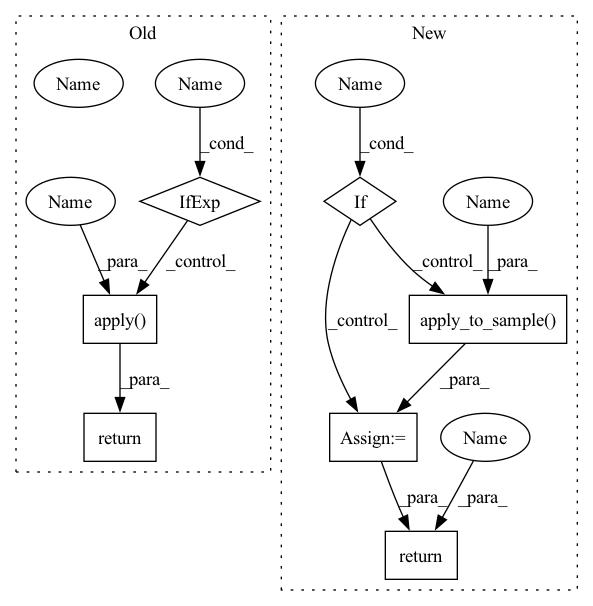 Old
New
Name
Name
Name
_cond_
_cond_
Name
IfExp
If
Name
_para_
_control_
_control_
_para_
apply()
apply_to_sample()
_control_
_para_
_para_
return
Assign:=
Name
_para_
_para_
return